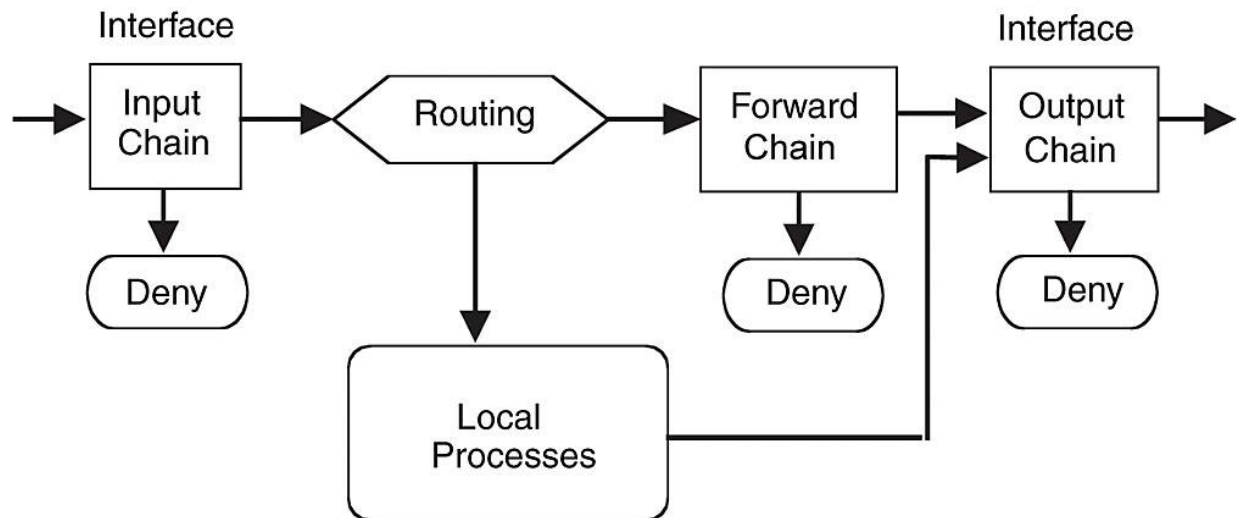 Interface
Interface
Input
Chain
Routing
Forward
Chain
Output
Chain
Deny
Deny
Deny
Local
Processes